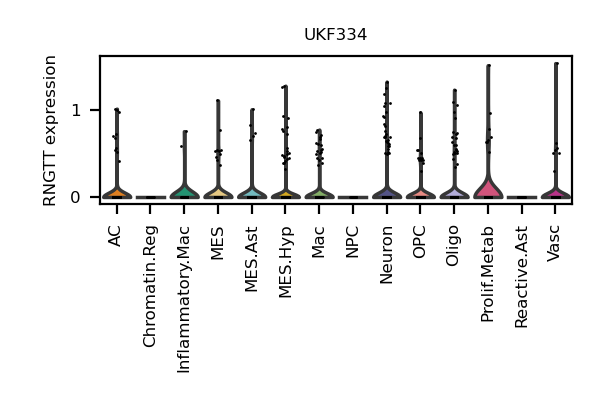 UKF334
RNGTT expression
1
0
AC
Chromatin.Reg
Inflammatory.Mac
MES
MES.Ast
MES.Hyp
Mac
NPC
Neuron
OPC
Oligo
Prolif.Metab
Reactive.Ast
Vasc